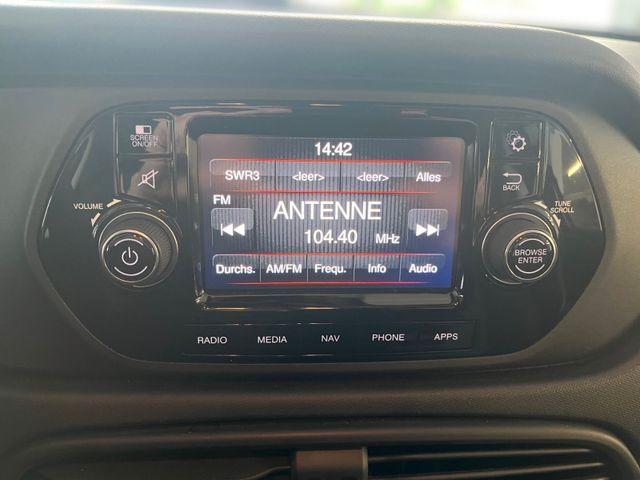 SCREEN
ON/OFF
14:42
SWR3 <leer> <leer> Alles
BACK
VOLUME
FM
ANTENNE
104.40 MHz
TUNE
SCROLL
BROWSE
ENTER
Durchs. AM/FM Frequ. Info Audio
RADIO MEDIA NAV PHONE APPS